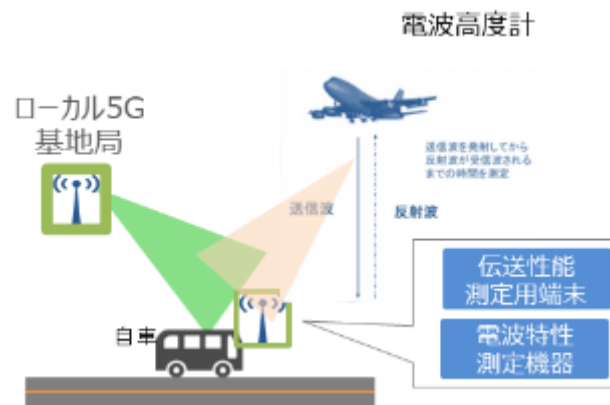 電波高度計
ローカル5G
基地局
送信波を発射してから
反射波が受信波される
までの時間を測定
送信波
反射波
伝送性能
測定用端末
自車
電波特性
測定機器